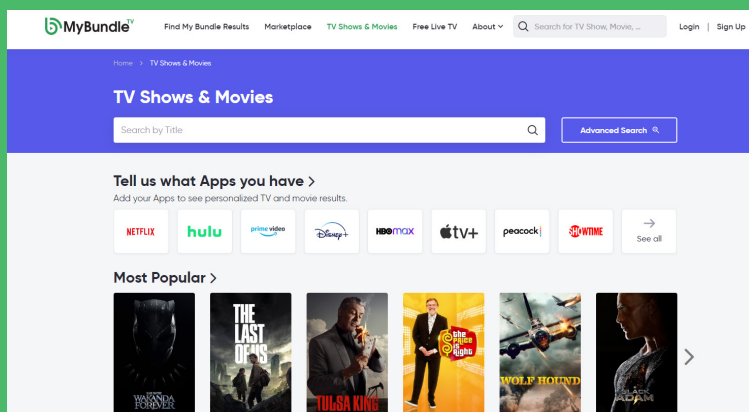 MyBundle TV
Find My Bundle Results
Marketplace
TV Shows & Movies
Free Live TV
About
Search for TV Show, Movie, ...
Login | Sign Up
Home > TV Shows & Movies
TV Shows & Movies
Search by Title
Advanced Search
Tell us what Apps you have >
Add your Apps to see personalized TV and movie results.
NETFLIX
hulu
prime video
Disney+
HBOmax
tv+
peacock
SHOWTIME
See all
Most Popular >
WAKANDA
FOREVER
THE
LAST
OF US
TULSA KING
the
price
is
Right
WOLF HOUND
BLACK
ADAM